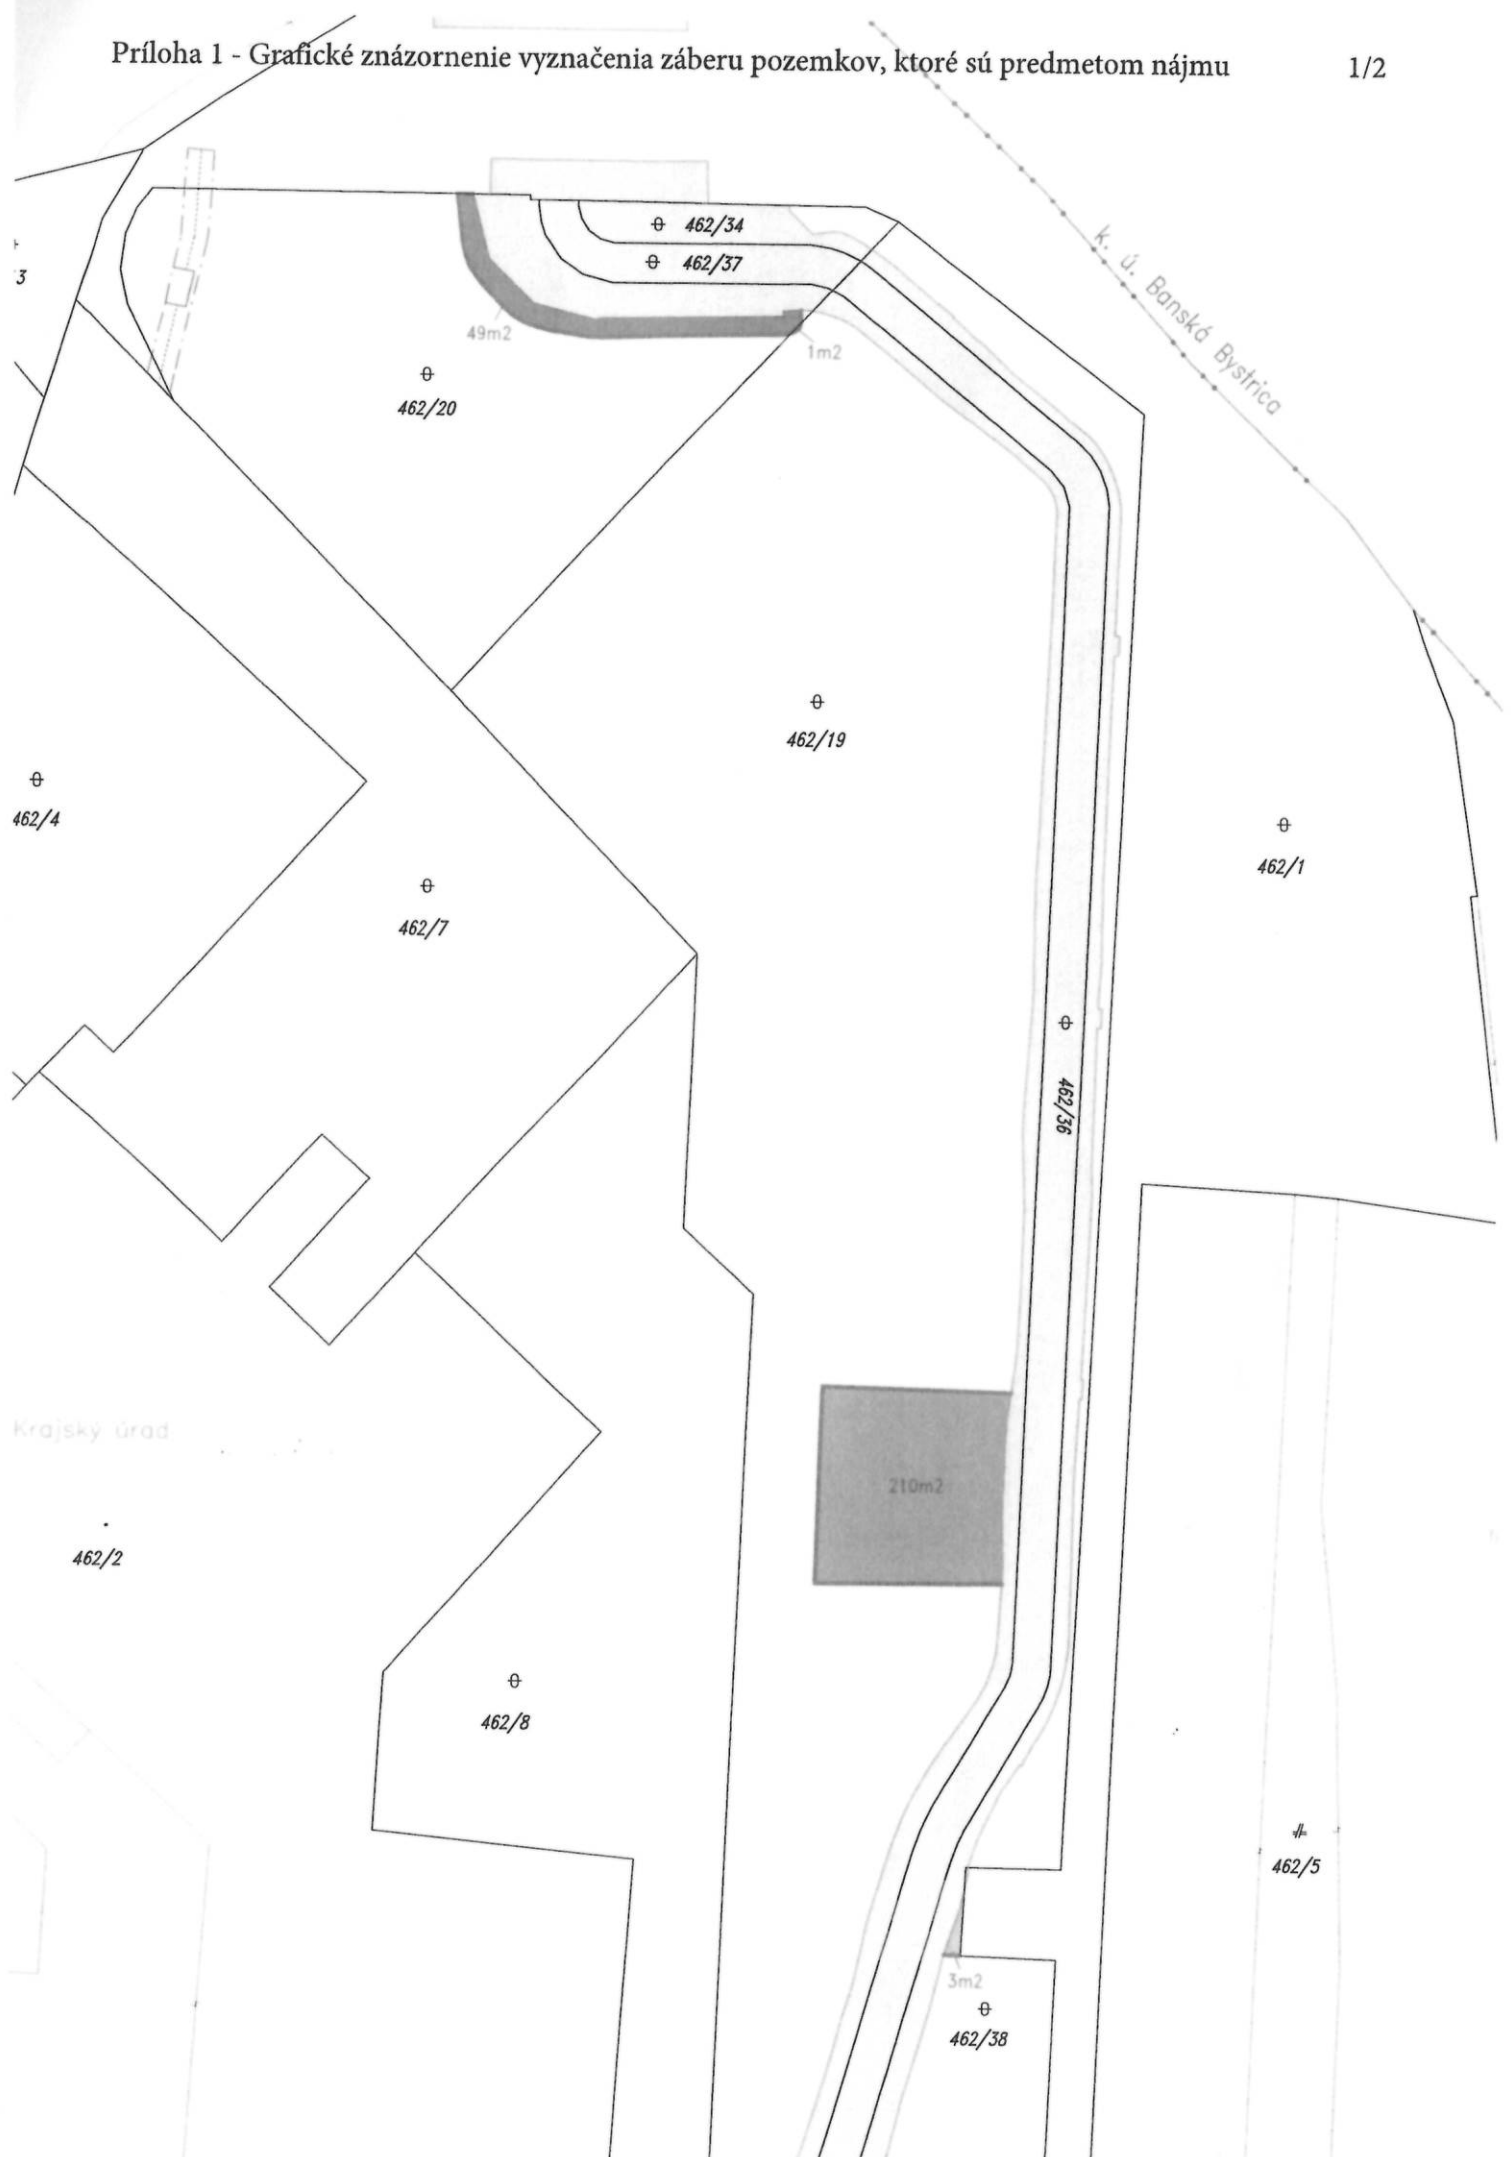 Príloha 1 - Grafické znázornenie vyznačenia záberu pozemkov, ktoré sú predmetom nájmu 1/2
k. ú. Banská Bystrica
462/34
462/37
3
49m2
1m2
462/20
462/19
462/4
462/1
462/7
462/36
Krajský úrad
210m2
462/2
462/8
462/5
3m2
462/38